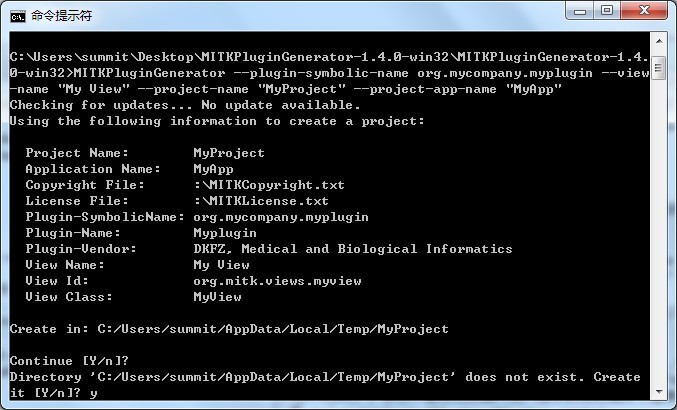 命令提示符
C:\Users\summit\Desktop\MITKPluginGenerator-1.4.0-win32\MITKPluginGenerator-1.4.
0-win32>MITKPluginGenerator --plugin-symbolic-name org.mycompany.myplugin --view
-name "My View" --project-name "MyProject" --project-app-name "MyApp"
Checking for updates... No update available.
Using the following information to create a project:
Project Name: MyProject
Application Name: MyApp
Copyright File: :\MITKCopyright.txt
License File: :\MITKLicense.txt
Plugin-SymbolicName: org.mycompany.myplugin
Plugin-Name: Myplugin
Plugin-Vendor: DKFZ, Medical and Biological Informatics
View Name: My View
View Id: org.mitk.views.myview
View Class: MyView
Create in: C:/Users/summit/AppData/Local/Temp/MyProject
Continue [Y/n]?
Directory 'C:/Users/summit/AppData/Local/Temp/MyProject' does not exist. Create
it [Y/n]? y